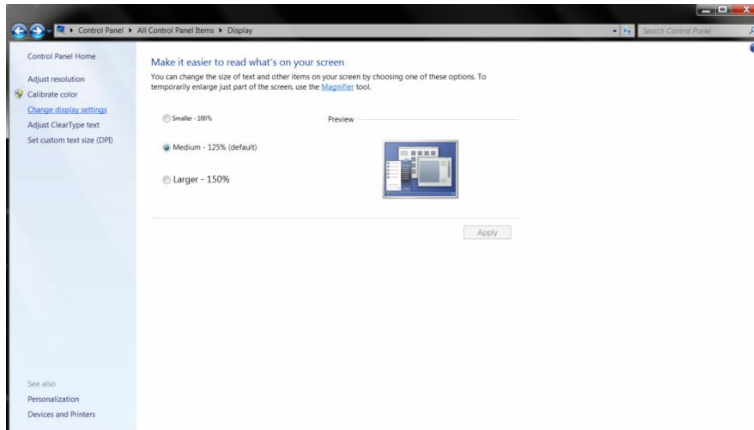 Control Panel ▸ All Control Panel Items ▸ Display
Search Control Panel
Control Panel Home
Adjust resolution
Calibrate color
Change display settings
Adjust ClearType text
Set custom text size (DPI)
Make it easier to read what's on your screen
You can change the size of text and other items on your screen by choosing one of these options. To
temporarily enlarge just part of the screen, use the Magnifier tool.
Smaller - 100%
Preview
Medium - 125% (default)
Larger - 150%
Apply
See also
Personalization
Devices and Printers